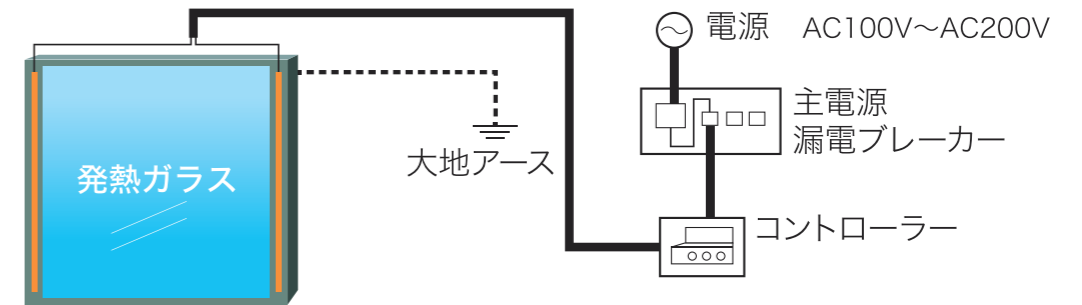 電源 AC100V～AC200V
主電源
漏電ブレーカー
大地アース
発熱ガラス
コントローラー